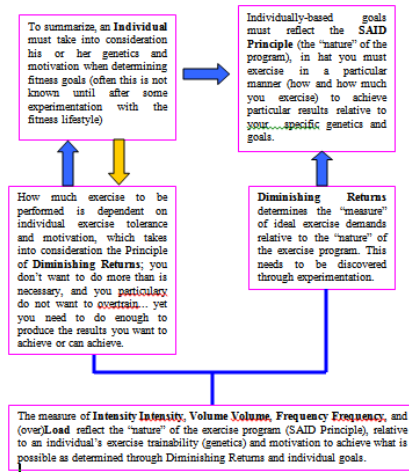 To summarize, an Individual
must take into consideration
his or her genetics and
motivation when determining
fitness goals (often this is not
known until after some
experimentation with the
fitness lifestyle)
Individually-based goals
must reflect the SAID
Principle (the “nature” of the
program), in hat you must
exercise in a particular
manner (how and how much
you exercise) to achieve
particular results relative to
your specific genetics and
goals.
How much exercise to be
performed is dependent on
individual exercise tolerance
and motivation, which takes
into consideration the Principle
of Diminishing Returns; you
don’t want to do more than is
necessary, and you particulary
do not want to overtrain… yet
you need to do enough to
produce the results you want to
achieve or can achieve.
Diminishing Returns
determines the “measure”
of ideal exercise demands
relative to the “nature” of
the exercise program. This
needs to be discovered
through experimentation.
The measure of Intensity Intensity, Volume Volume, Frequency Frequency, and
(over)Load reflect the “nature” of the exercise program (SAID Principle), relative
to an individual’s exercise trainability (genetics) and motivation to achieve what is
possible as determined through Diminishing Returns and individual goals.